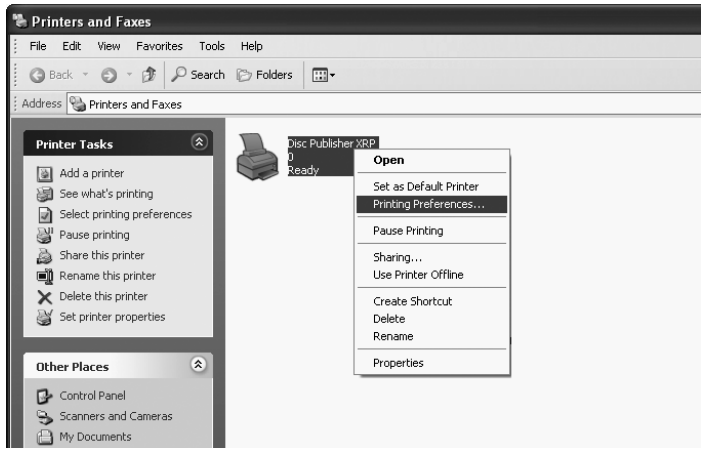 Printers and Faxes
File Edit View Favorites Tools Help
Back Search Folders
Address Printers and Faxes
Printer Tasks
Add a printer
See what's printing
Select printing preferences
Pause printing
Share this printer
Rename this printer
Delete this printer
Set printer properties
Other Places
Control Panel
Scanners and Cameras
My Documents
Disc Publisher XRP
0
Ready
Open
Set as Default Printer
Printing Preferences...
Pause Printing
Sharing...
Use Printer Offline
Create Shortcut
Delete
Rename
Properties